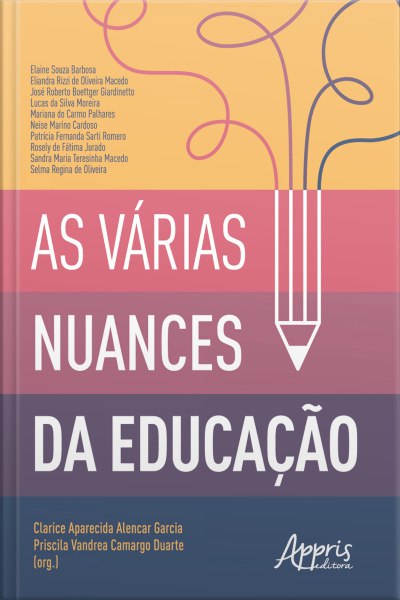 Elaine Souza Barbosa
Eliandra Rizzi de Oliveira Macedo
José Roberto Boettger Giardinetto
Lucas da Silva Moreira
Mariana do Carmo Palhares
Neise Marino Cardoso
Patrícia Fernanda Sarti Romero
Rosely de Fátima Jurado
Sandra Maria Teresinha Macedo
Selma Regina de Oliveira
AS VÁRIAS
NUANCES
DA EDUCAÇÃO
Clarice Aparecida Alencar Garcia
Priscila Vandrea Camargo Duarte
(org.)
Appris
editora